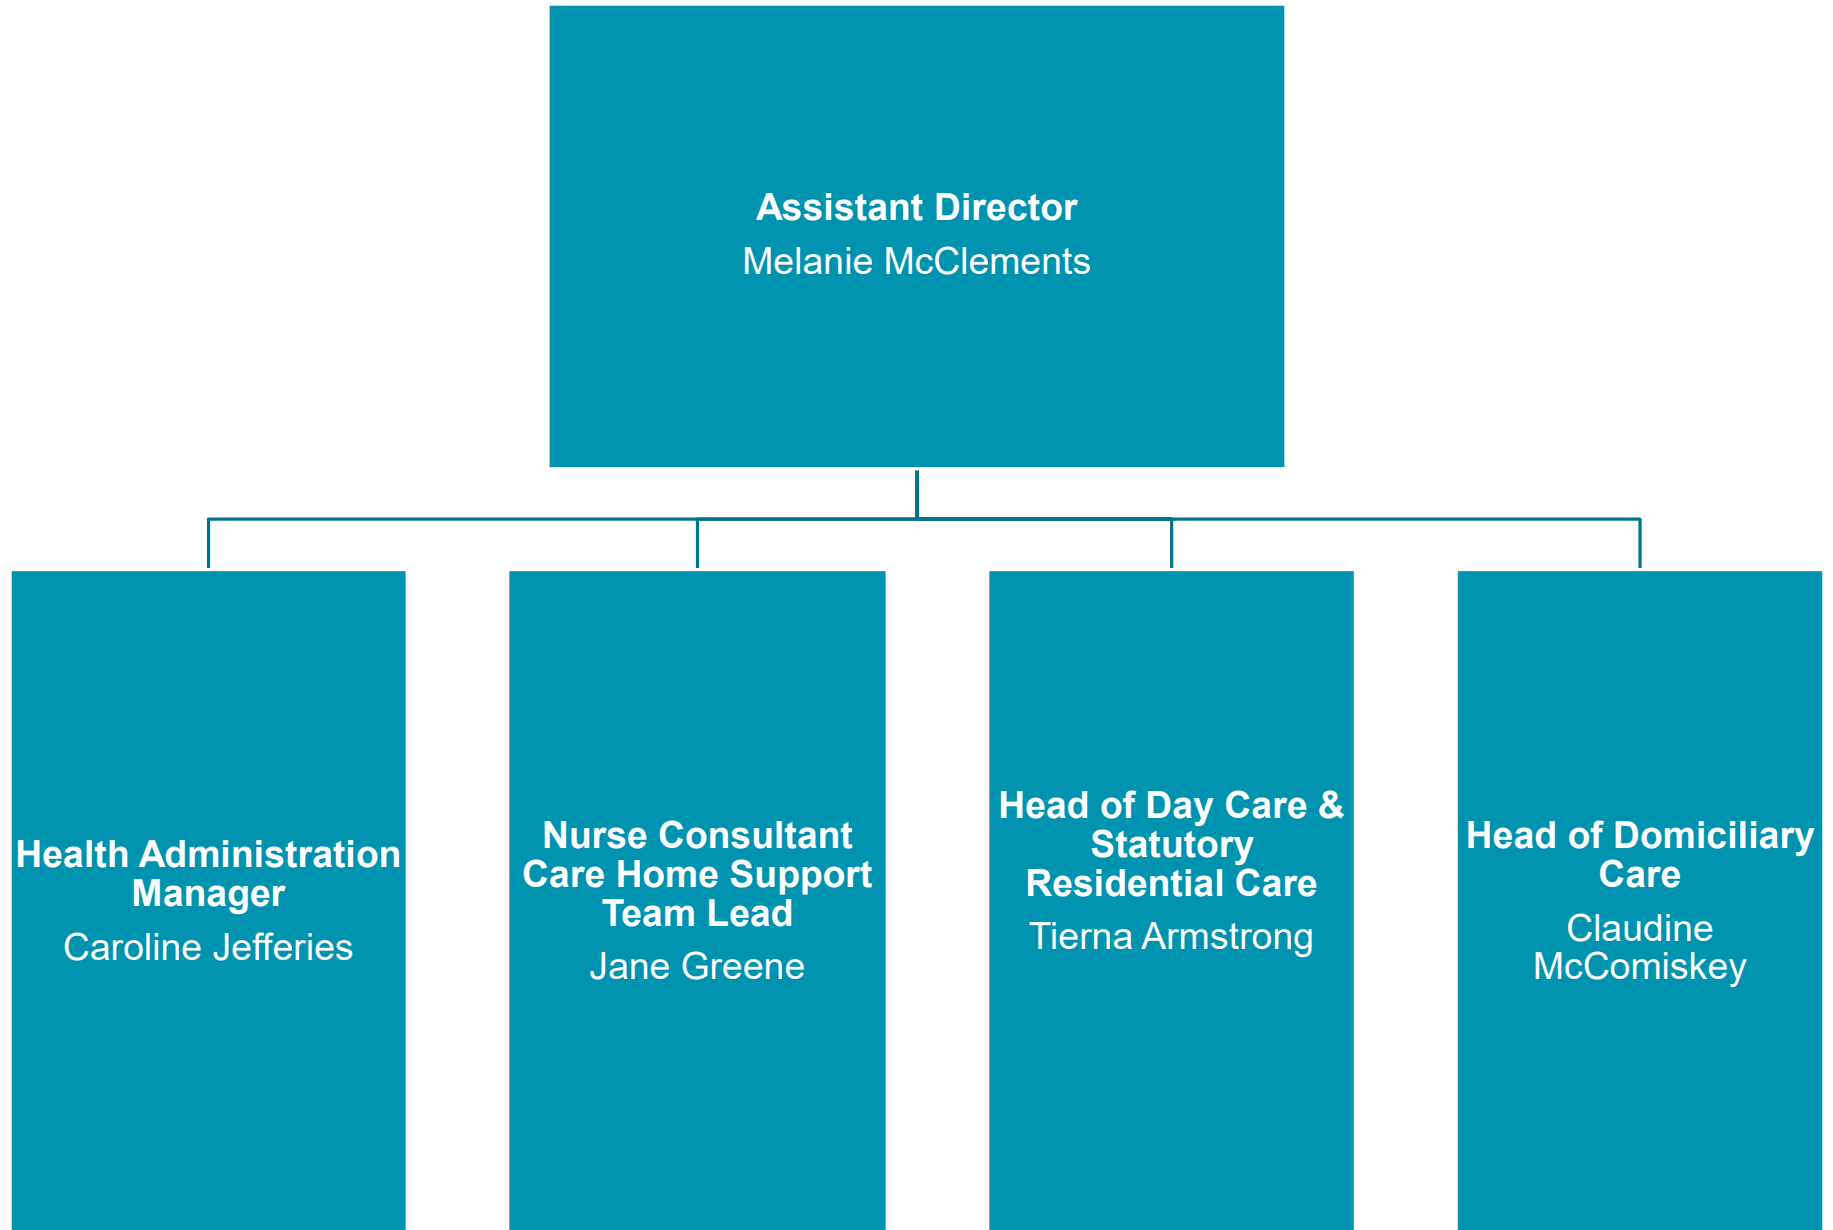 Assistant Director
Melanie McClements
Health Administration
Manager
Caroline Jefferies
Nurse Consultant
Care Home Support
Team Lead
Jane Greene
Head of Day Care &
Statutory
Residential Care
Tierna Armstrong
Head of Domiciliary
Care
Claudine
McComiskey